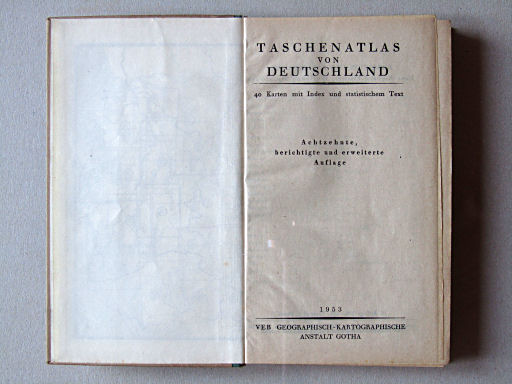 TASCHENATLAS
VON
DEUTSCHLAND
40 Karten mit Index und statistischem Text
Achtzehnte,
berichtigte und erweiterte
Auflage
1953
VEB GEOGRAPHISCH-KARTOGRAPHISCHE
ANSTALT GOTHA